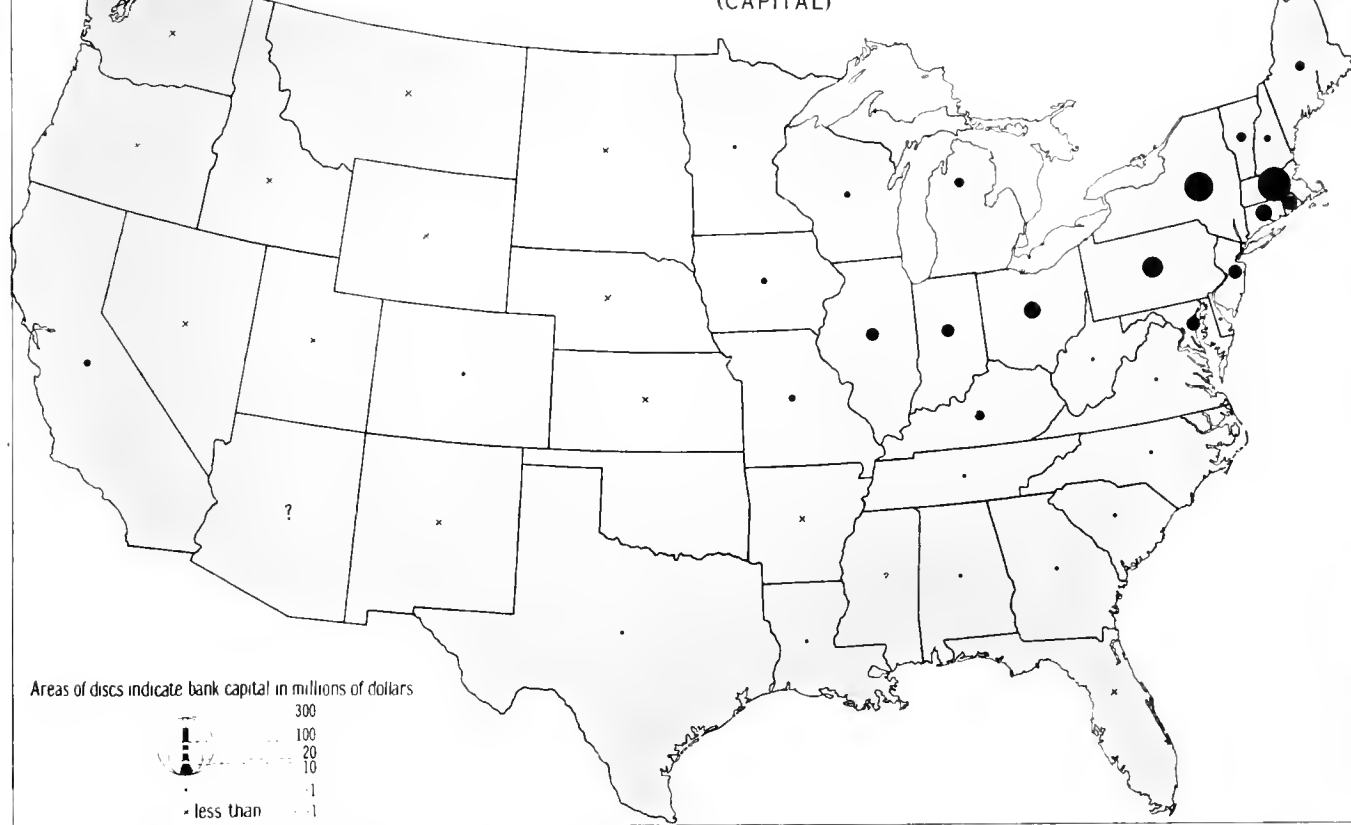 (CAPITAL)
?
?
Areas of discs indicate bank capital in millions of dollars
300
100
20
10
1
× less than 1